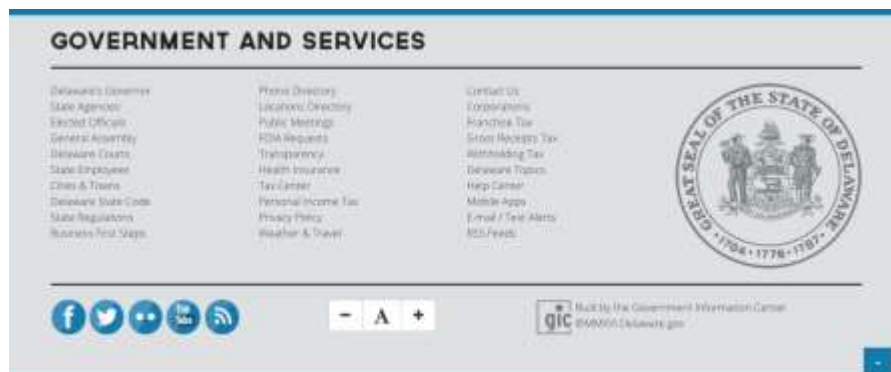 GOVERNMENT AND SERVICES
Delaware's Governor
State Agencies
Elected Officials
General Assembly
Delaware Courts
State Employees
Cities & Towns
Delaware State Code
State Regulations
Business First Steps
Phone Directory
Locations Directory
Public Meetings
FOIA Requests
Transparency
Health Insurance
Tax Center
Personal Income Tax
Privacy Policy
Weather & Travel
Contact Us
Corporations
Franchise Tax
Gross Receipts Tax
Withholding Tax
Delaware Topics
Help Center
Mobile Apps
E-mail / Text Alerts
RSS Feeds
GREAT SEAL OF THE STATE OF DELAWARE
·1704·1776·1787·
f
You Tube
- A +
gic
Built by the Government Information Center
Delaware.gov